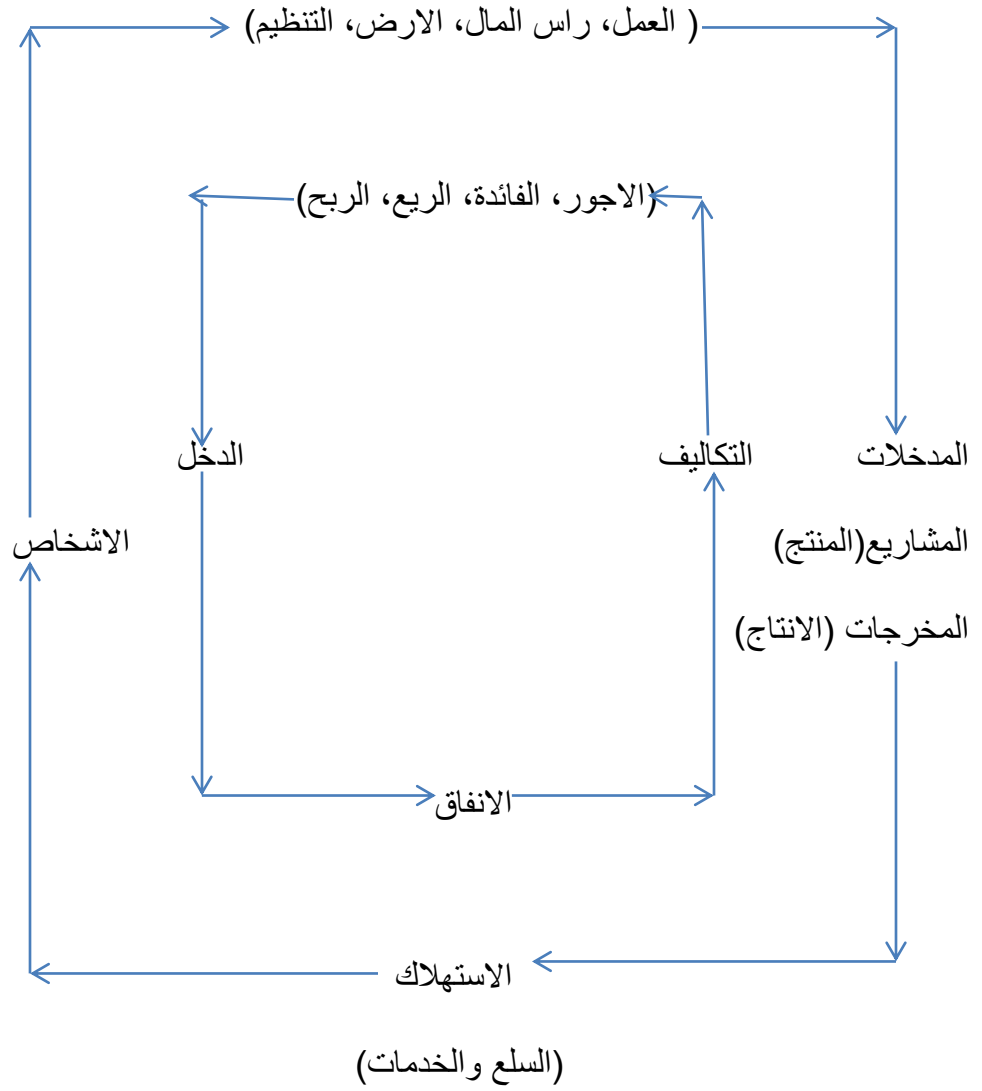 ( العمل، راس المال، الارض، التنظيم)
(الاجور، الفائدة، الريع، الربح)
المدخلات التكاليف الدخل
المشاريع(المنتج) الاشخاص
المخرجات (الانتاج)
الانفاق
الاستهلاك
(السلع والخدمات)